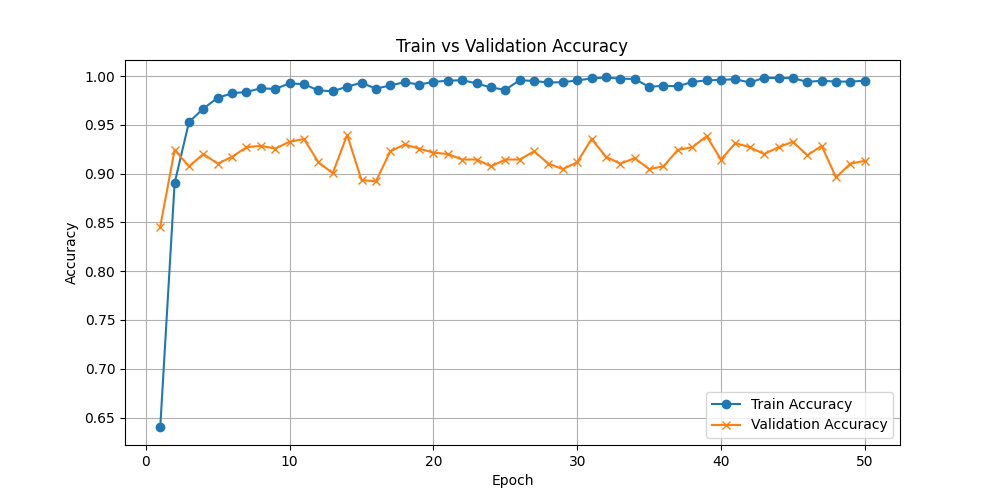 Train vs Validation Accuracy
1.00
0.95
0.90
0.85
0.80
0.75
0.70
0.65
Accuracy
Train Accuracy
Validation Accuracy
0 10 20 30 40 50
Epoch